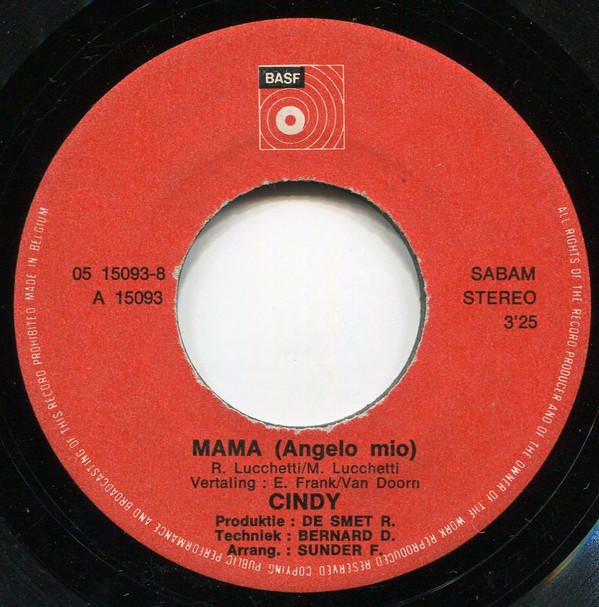 BASF
05 15093-8
A 15093
SABAM
STEREO
3'25
MAMA (Angelo mio)
R. Lucchetti/M. Lucchetti
Vertaling : E. Frank/Van Doorn
CINDY
Produktie : DE SMET R.
Techniek : BERNARD D.
Arrang. : SUNDER F.
ALL RIGHTS OF THE RECORD PRODUCER AND OF THE OWNER OF THE WORK REPRODUCED RESERVED. COPYING PUBLIC PERFORMANCE AND BROADCASTING OF THIS RECORD PROHIBITED MADE IN BELGIUM